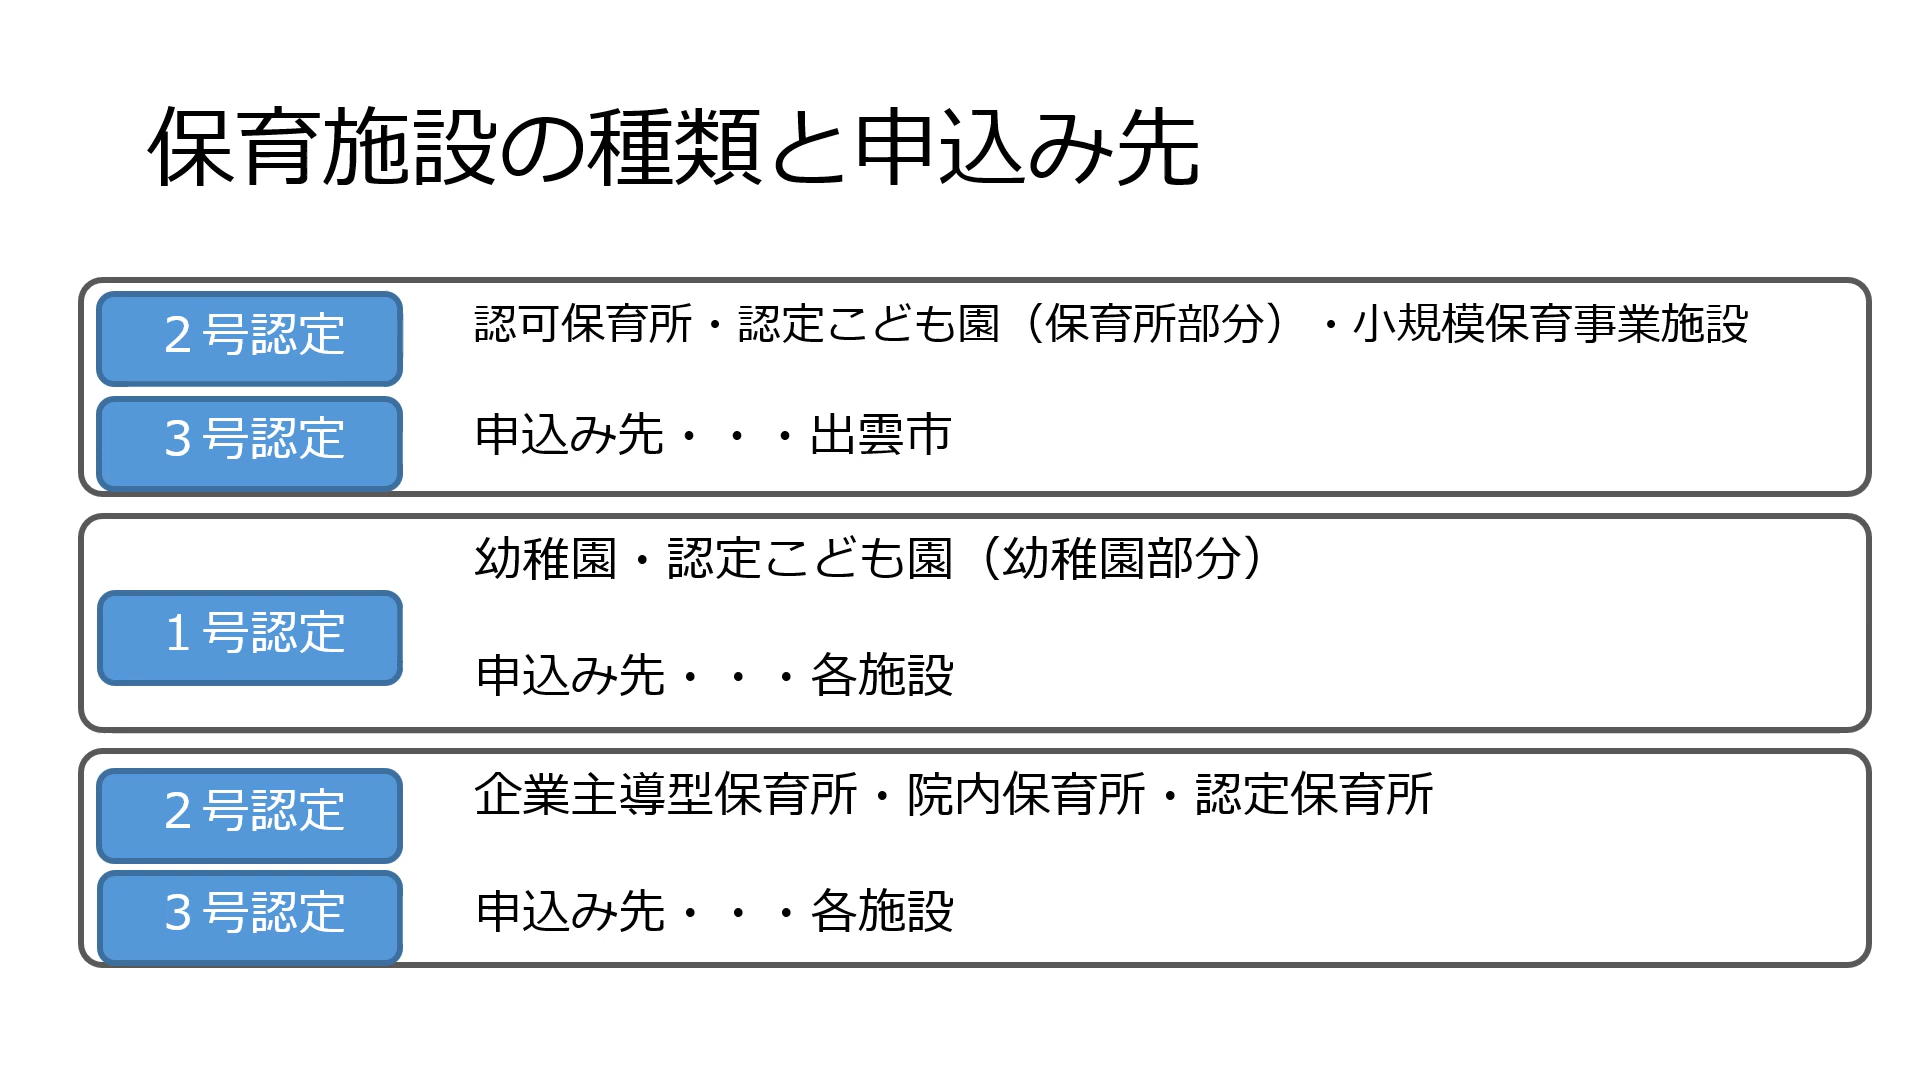 保育施設の種類と申込み先
２号認定
認可保育所・認定こども園（保育所部分）・小規模保育事業施設
３号認定
申込み先・・・出雲市
幼稚園・認定こども園（幼稚園部分）
１号認定
申込み先・・・各施設
２号認定
企業主導型保育所・院内保育所・認定保育所
３号認定
申込み先・・・各施設